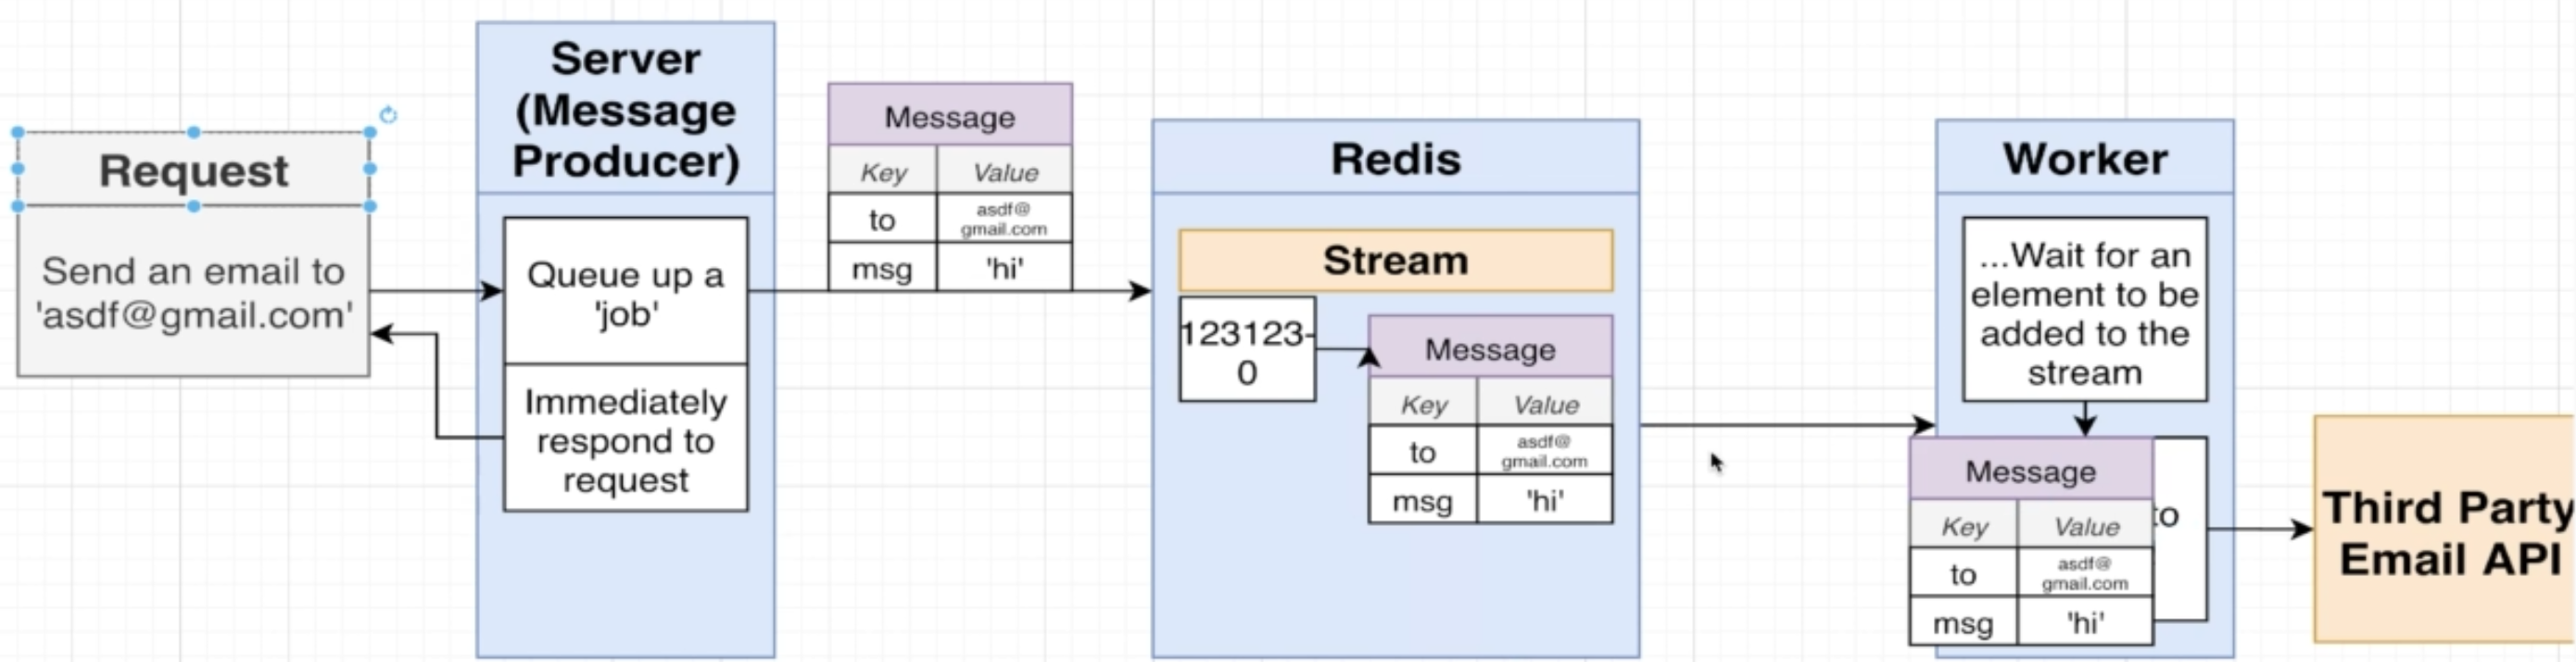 Request
Send an email to
'asdf@gmail.com'
Server
(Message
Producer)
Queue up a
'job'
Immediately
respond to
request
Message
Key Value
to asdf@
gmail.com
msg 'hi'
Redis
Stream
123123-
0
Message
Key Value
to asdf@
gmail.com
msg 'hi'
Worker
...Wait for an
element to be
added to the
stream
Message
Key Value
to asdf@
gmail.com
msg 'hi'
to
Third Party
Email API